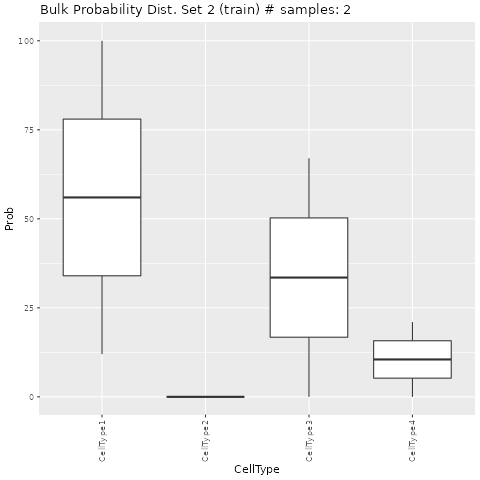 Bulk Probability Dist. Set 2 (train) # samples: 2
Prob
100
75
50
25
0
CellType1
CellType2
CellType3
CellType4
CellType